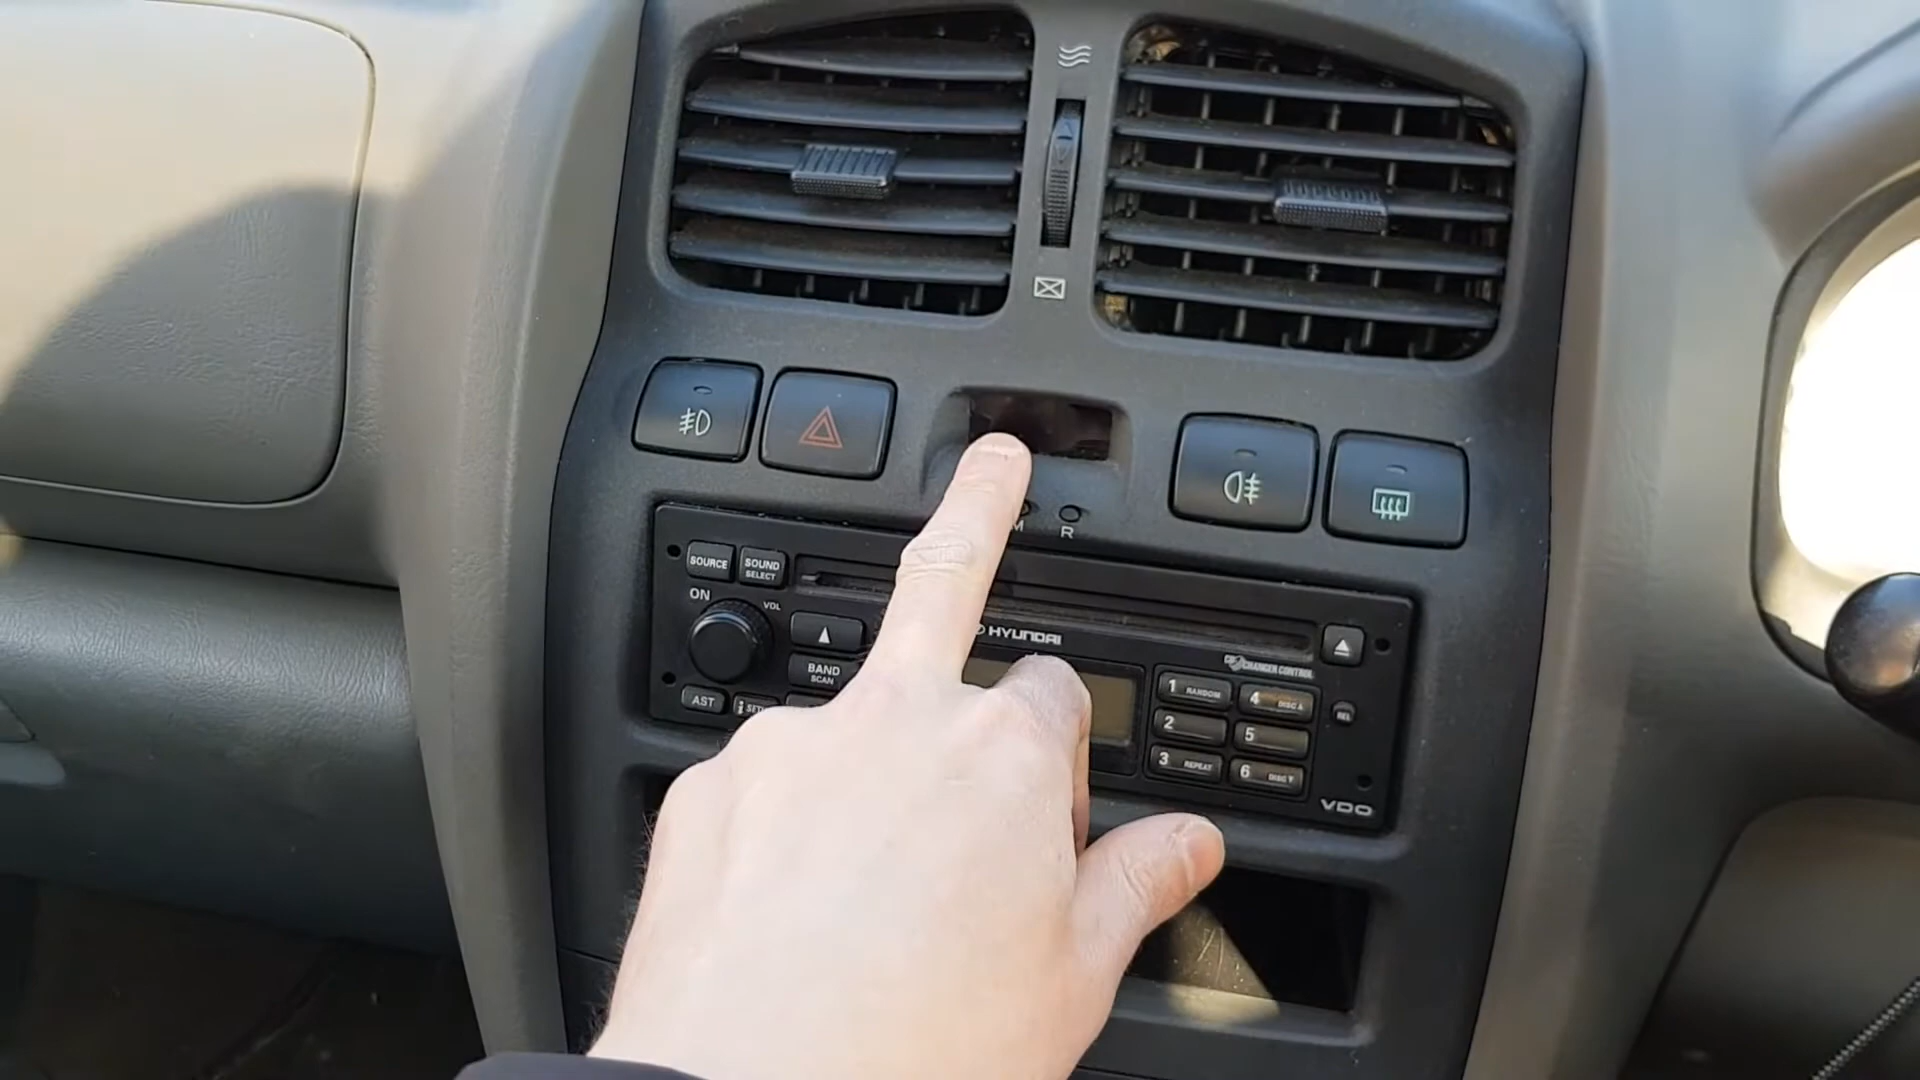 M
R
SOURCE
SOUND
SELECT
ON
VOL
HYUNDAI
CHANGER CONTROL
BAND
SCAN
AST
1 RANDOM
4 DISC
2
5
3 REPEAT
6 DISC
REL
VDO